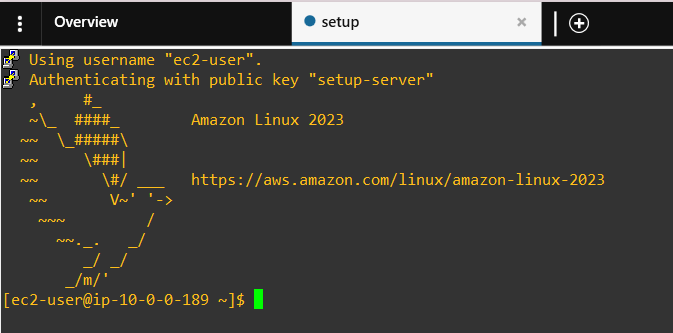 Overview
setup
Using username "ec2-user".
Authenticating with public key "setup-server"
   ,     #_
   ~\_  ####_        Amazon Linux 2023
  ~~  \_#####\
  ~~     \###|
  ~~       \#/ ___   https://aws.amazon.com/linux/amazon-linux-2023
   ~~       V~' '->
    ~~~         /
      ~~._.   _/
         _/ _/
       _/m/'
[ec2-user@ip-10-0-0-189 ~]$